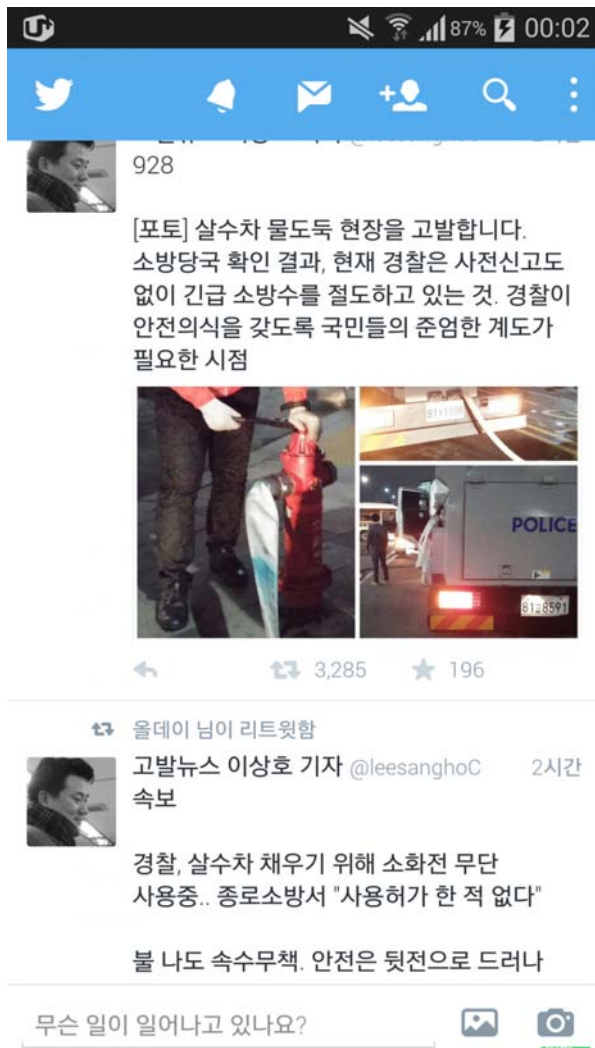 U+
87% 00:02
928
[포토] 살수차 물도둑 현장을 고발합니다.
소방당국 확인 결과, 현재 경찰은 사전신고도
없이 긴급 소방수를 절도하고 있는 것. 경찰이
안전의식을 갖도록 국민들의 준엄한 계도가
필요한 시점
POLICE
3,285 196
올데이 님이 리트윗함
고발뉴스 이상호 기자 @leesanghoC 2시간
속보
경찰, 살수차 채우기 위해 소화전 무단
사용중.. 종로소방서 "사용허가 한 적 없다"
불 나도 속수무책. 안전은 뒷전으로 드러나
무슨 일이 일어나고 있나요?